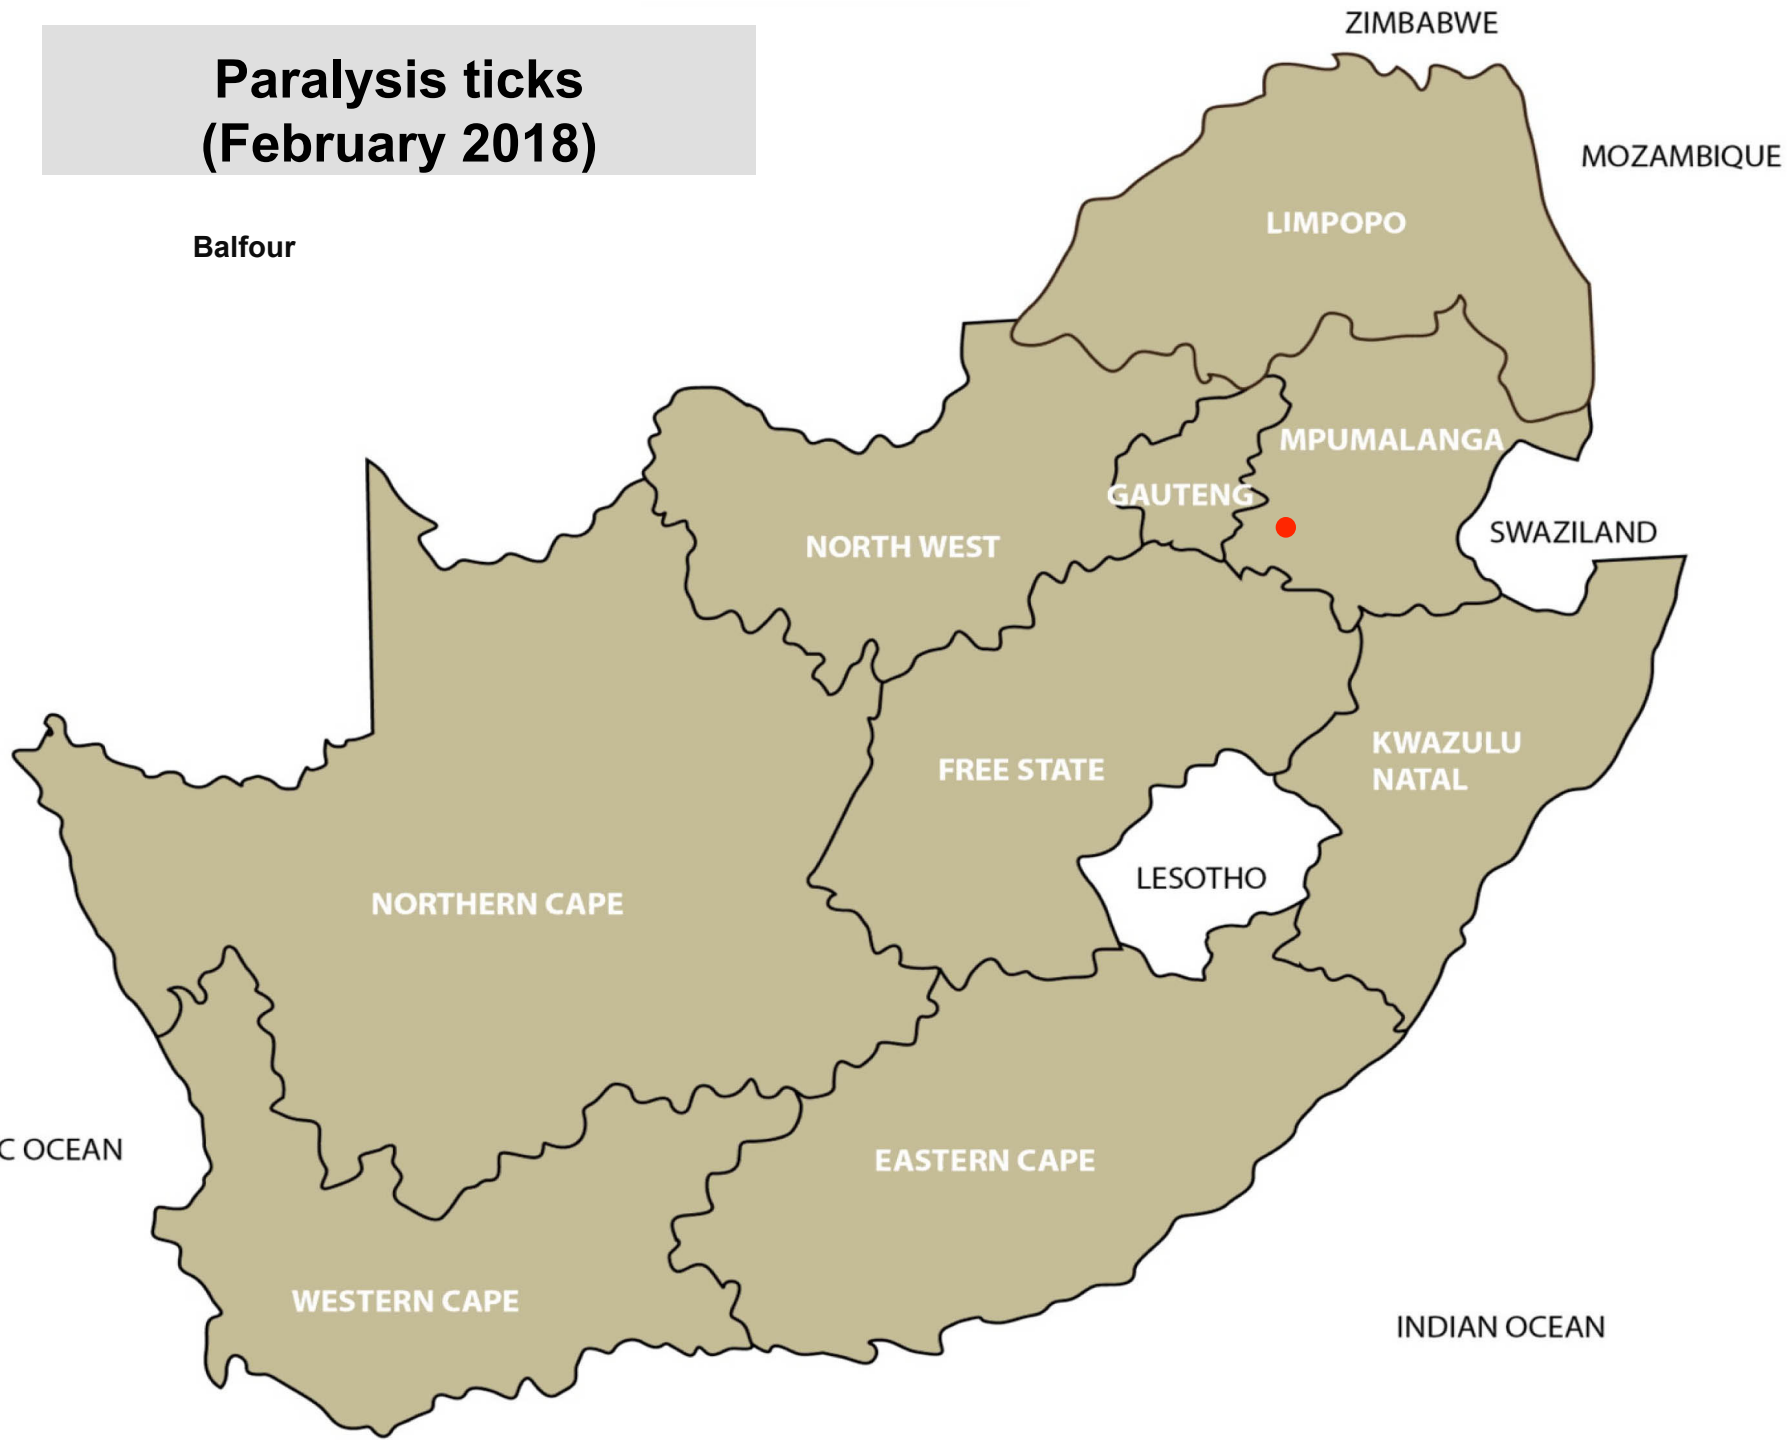 Paralysis ticks
(February 2018)
Balfour
ZIMBABWE
MOZAMBIQUE
LIMPOPO
MPUMALANGA
GAUTENG
NORTH WEST
SWAZILAND
KWAZULU
NATAL
FREE STATE
LESOTHO
NORTHERN CAPE
C OCEAN
EASTERN CAPE
WESTERN CAPE
INDIAN OCEAN